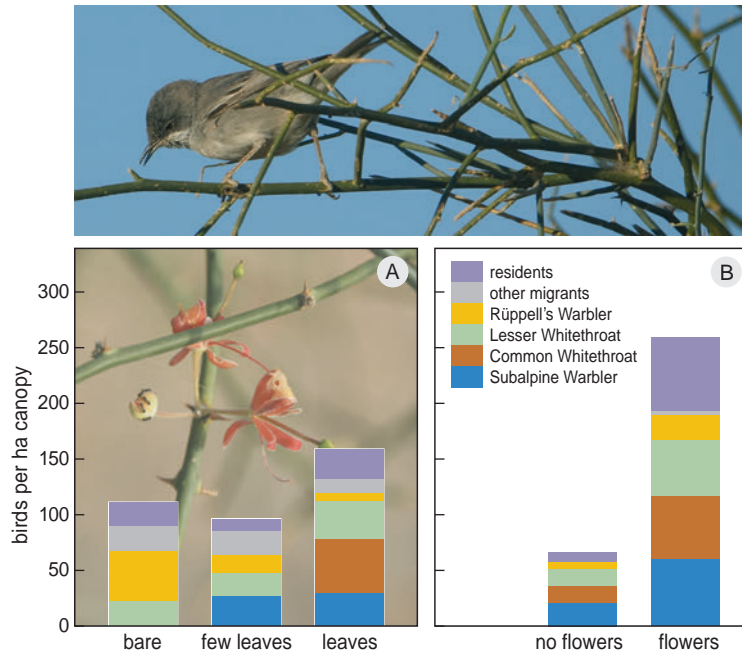 A
B
300
250
200
150
100
50
0
birds per ha canopy
residents
other migrants
Rüppell's Warbler
Lesser Whitethroat
Common Whitethroat
Subalpine Warbler
bare few leaves leaves
no flowers flowers